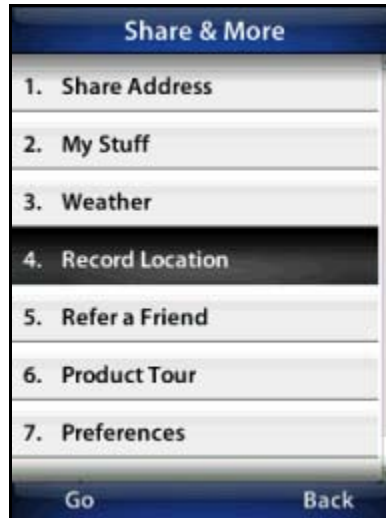 Share & More
1. Share Address
2. My Stuff
3. Weather
4. Record Location
5. Refer a Friend
6. Product Tour
7. Preferences
Go Back